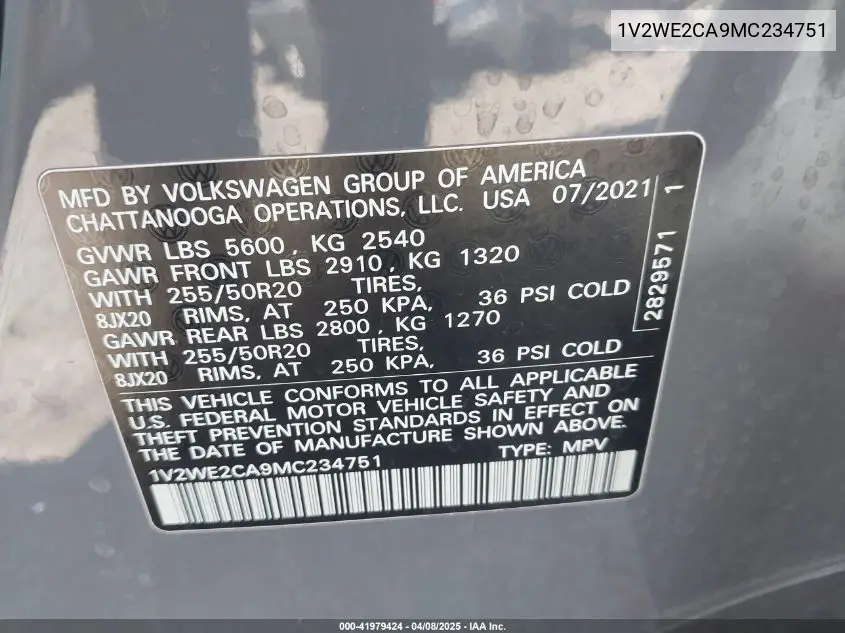 1V2WE2CA9MC234751
MFD BY VOLKSWAGEN GROUP OF AMERICA
CHATTANOOGA OPERATIONS, LLC. USA 07/2021
GVWR LBS 5600, KG 2540
GAWR FRONT LBS 2910, KG 1320
WITH 255/50R20 TIRES,
8JX20 RIMS, AT 250 KPA, 36 PSI COLD
GAWR REAR LBS 2800, KG 1270
WITH 255/50R20 TIRES,
8JX20 RIMS, AT 250 KPA, 36 PSI COLD
2829571 1
THIS VEHICLE CONFORMS TO ALL APPLICABLE
U.S. FEDERAL MOTOR VEHICLE SAFETY AND
THEFT PREVENTION STANDARDS IN EFFECT ON
THE DATE OF MANUFACTURE SHOWN ABOVE.
1V2WE2CA9MC234751 TYPE: MPV
000-41979424 - 04/08/2025 - IAA Inc.